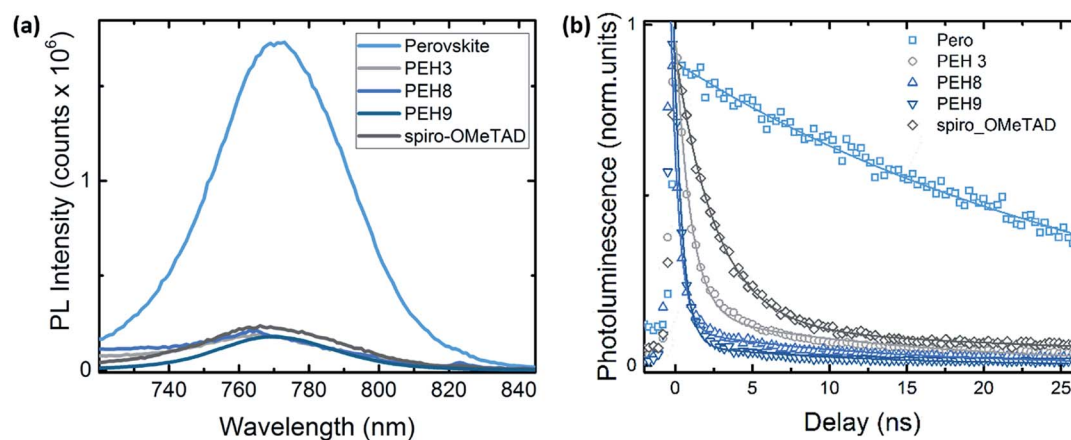 (a)
PL Intensity (counts x 10⁶)
1
0
740 760 780 800 820 840
Wavelength (nm)
Perovskite
PEH3
PEH8
PEH9
spiro-OMeTAD
(b)
Photoluminescence (norm.units)
1
0
0 5 10 15 20 25
Delay (ns)
Pero
PEH 3
PEH8
PEH9
spiro_OMeTAD